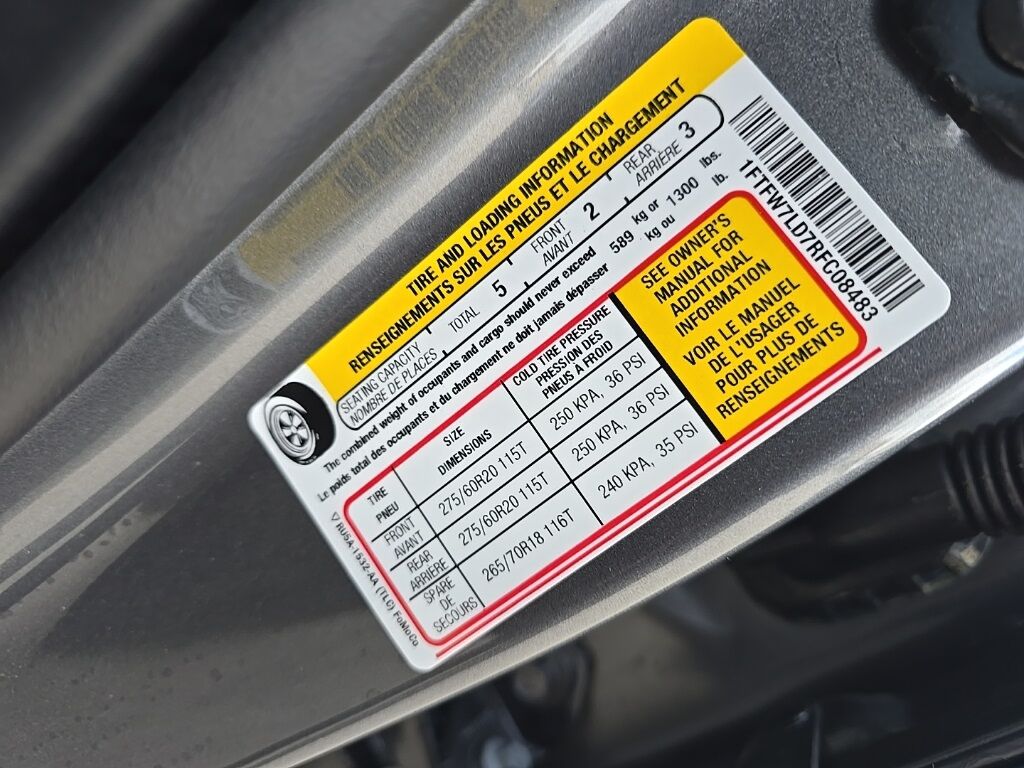 TIRE AND LOADING INFORMATION
RENSEIGNEMENTS SUR LES PNEUS ET LE CHARGEMENT
SEATING CAPACITY
NOMBRE DE PLACES
TOTAL 5
FRONT
AVANT
2
REAR
ARRIÈRE
3
The combined weight of occupants and cargo should never exceed
Le poids total des occupants et du chargement ne doit jamais dépasser
589
kg or
kg ou
1300
lbs.
lb.
TIRE
PNEU
SIZE
DIMENSIONS
COLD TIRE PRESSURE
PRESSION DES
PNEUS A FROID
FRONT
AVANT
275/60R20 115T
250 KPA, 36 PSI
REAR
ARRIÈRE
275/60R20 115T
250 KPA, 36 PSI
SPARE
DE
SECOURS
265/70R18 116T
240 KPA, 35 PSI
SEE OWNER'S
MANUAL FOR
ADDITIONAL
INFORMATION
VOIR LE MANUEL
DE L'USAGER
POUR PLUS DE
RENSEIGNEMENTS
1FTFW7LD7RFC08483
RU5A-1532-AA (TLC) FoMoCo